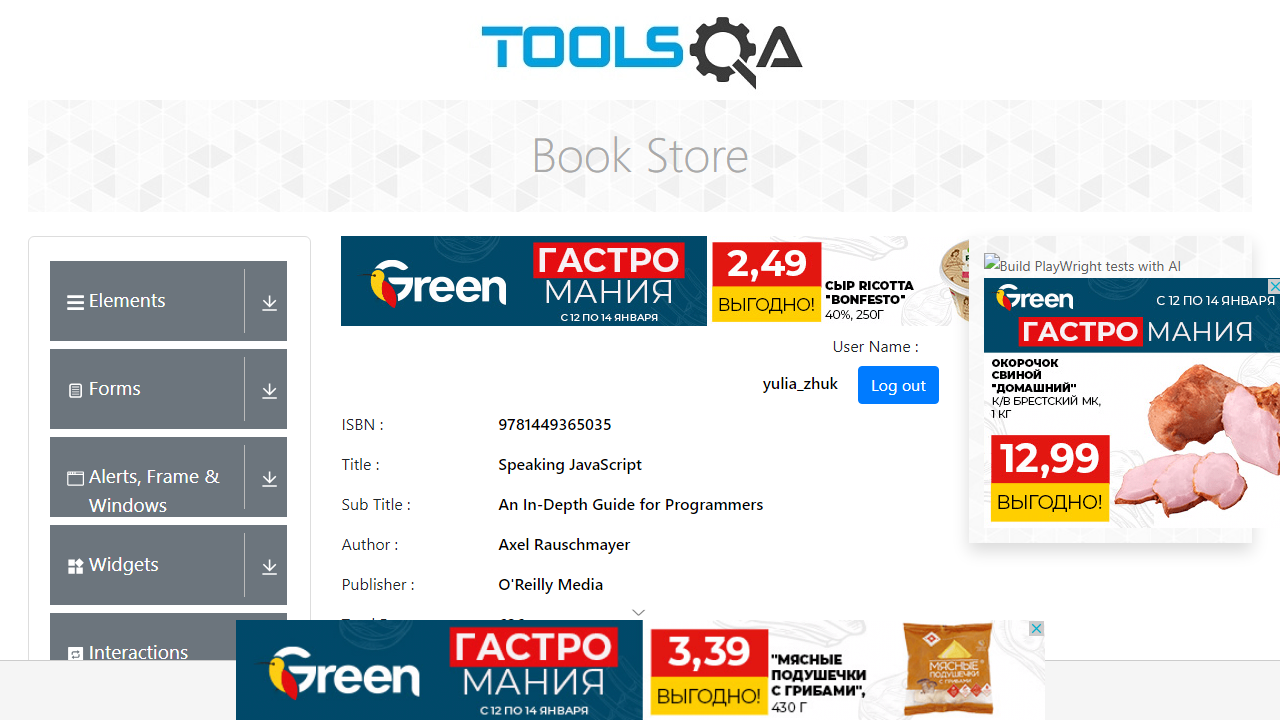 TOOLSQA
Book Store
Elements
Forms
Alerts, Frame &
Windows
Widgets
Interactions
Green
ГАСТРО
МАНИЯ
С 12 ПО 14 ЯНВАРЯ
2,49
ВЫГОДНО!
СЫР RICOTTA
"BONFESTO"
40%, 250Г
User Name :
yulia_zhuk
Log out
ISBN :
9781449365035
Title :
Speaking JavaScript
Sub Title :
An In-Depth Guide for Programmers
Author :
Axel Rauschmayer
Publisher :
O'Reilly Media
Build PlayWright tests with AI
Green
С 12 ПО 14 ЯНВАРЯ
ГАСТРО МАНИЯ
ОКОРОЧОК
СВИНОЙ
"ДОМАШНИЙ"
К/В БРЕСТСКИЙ МК,
1 КГ
12,99
ВЫГОДНО!
Green
ГАСТРО
МАНИЯ
С 12 ПО 14 ЯНВАРЯ
3,39
ВЫГОДНО!
"МЯСНЫЕ
ПОДУШЕЧКИ
С ГРИБАМИ",
430 Г
МЯСНЫЕ
ПОДУШЕЧКИ
С ГРИБАМИ